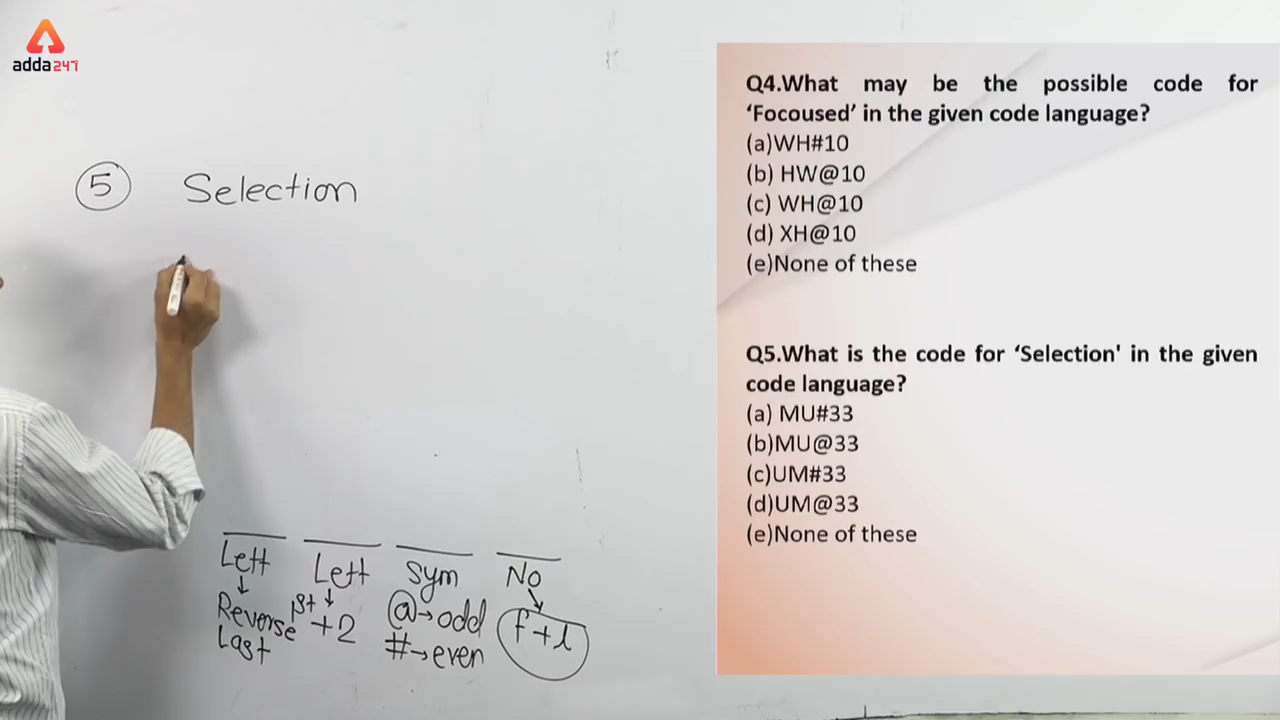 adda247
5 Selection
Lett Lett Sym No
Reverse 1st +2 @→odd f+l
Last #→even
Q4.What may be the possible code for
‘Focoused’ in the given code language?
(a)WH#10
(b) HW@10
(c) WH@10
(d) XH@10
(e)None of these
Q5.What is the code for ‘Selection' in the given
code language?
(a) MU#33
(b)MU@33
(c)UM#33
(d)UM@33
(e)None of these